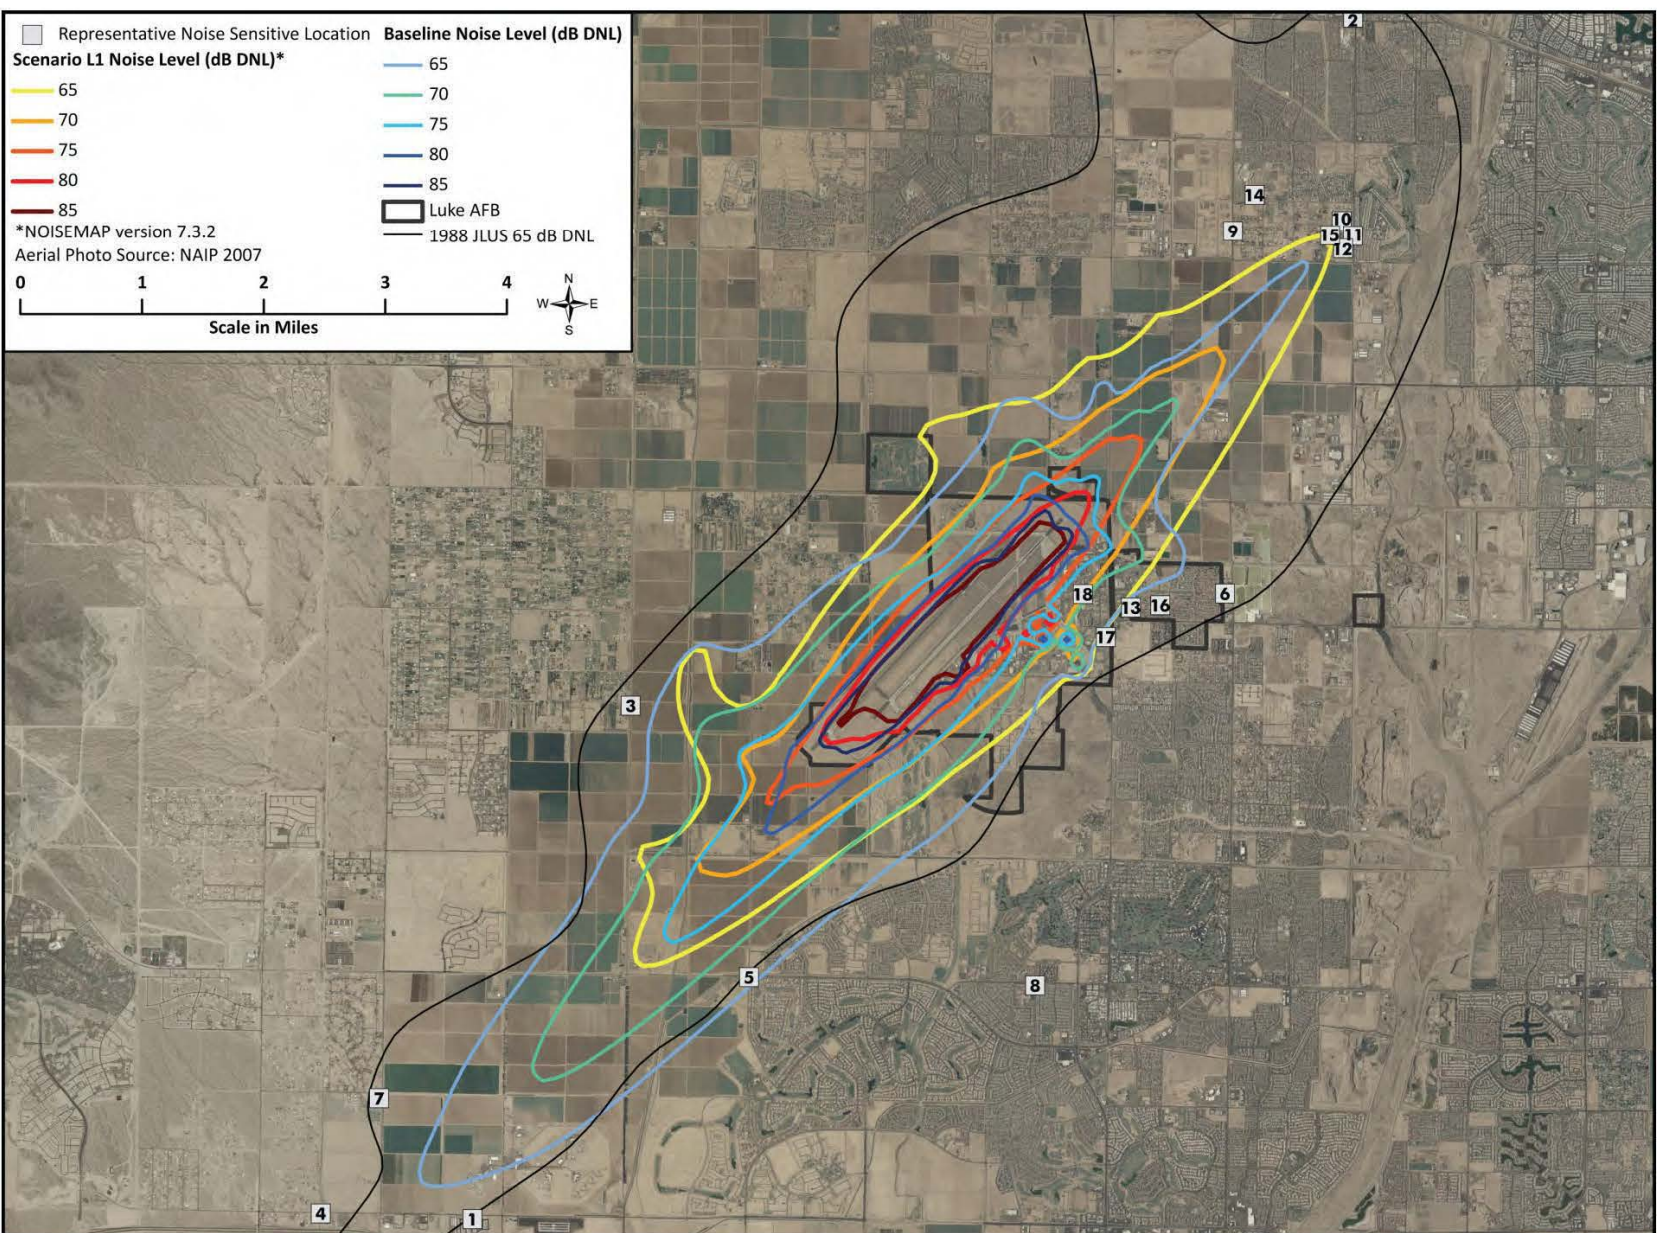 Representative Noise Sensitive Location
Scenario L1 Noise Level (dB DNL)*
65
70
75
80
85
*NOISEMAP version 7.3.2
Aerial Photo Source: NAIP 2007
Baseline Noise Level (dB DNL)
65
70
75
80
85
Luke AFB
1988 JLUS 65 dB DNL
0 1 2 3 4
Scale in Miles
N
W E
S
2
14
9
10
15 11
12
18
13 16
6
17
3
5
8
7
4
1